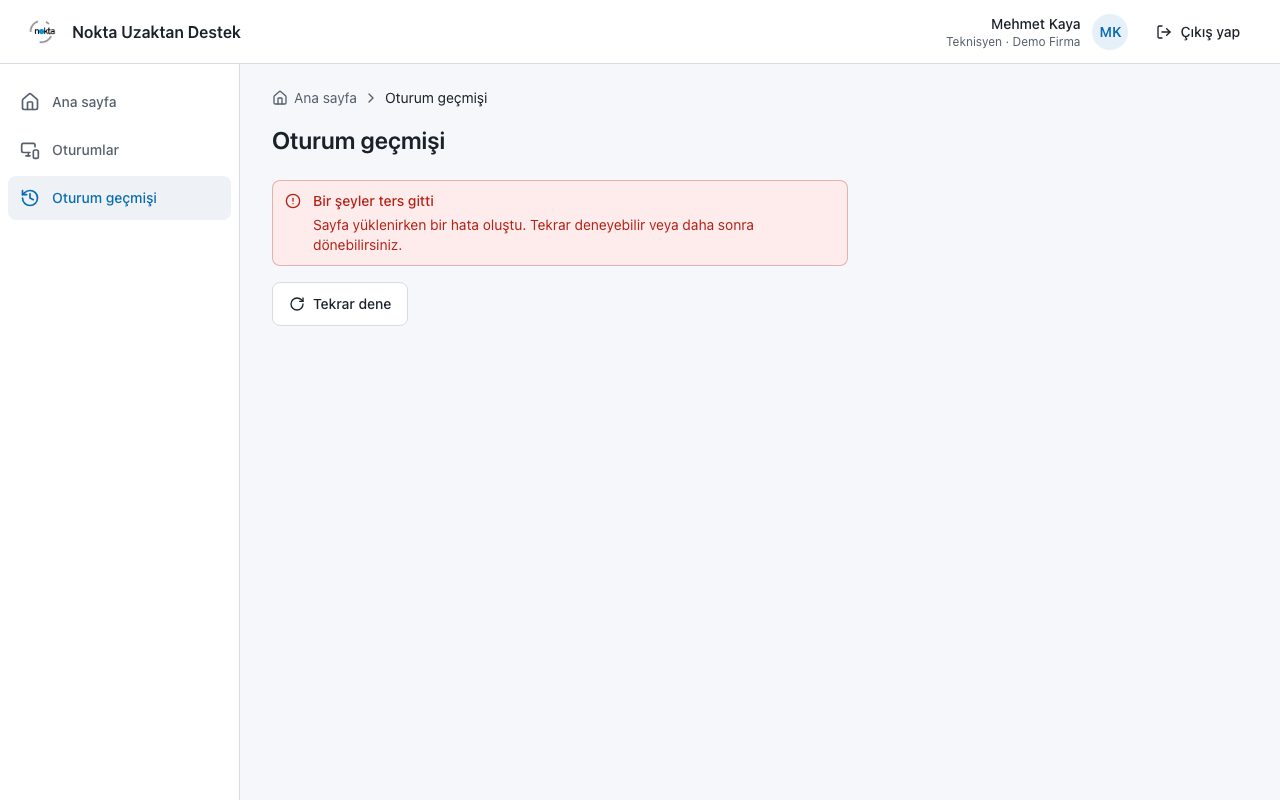 nokta
Nokta Uzaktan Destek
Mehmet Kaya
Teknisyen · Demo Firma
MK
Çıkış yap
Ana sayfa
Oturumlar
Oturum geçmişi
Ana sayfa
Oturum geçmişi
Oturum geçmişi
Bir şeyler ters gitti
Sayfa yüklenirken bir hata oluştu. Tekrar deneyebilir veya daha sonra
dönebilirsiniz.
Tekrar dene